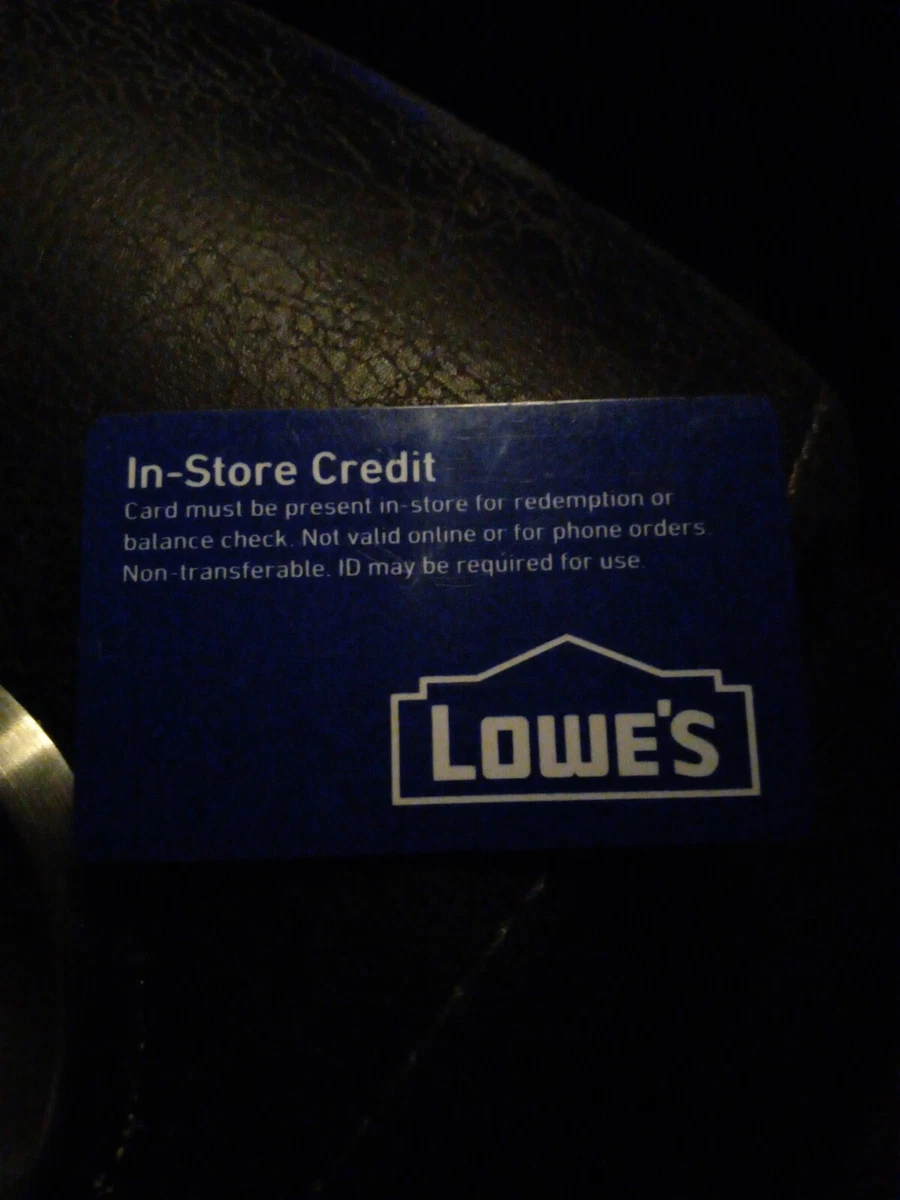 In-Store Credit
Card must be present in-store for redemption or
balance check. Not valid online or for phone orders.
Non-transferable. ID may be required for use.
LOWE'S